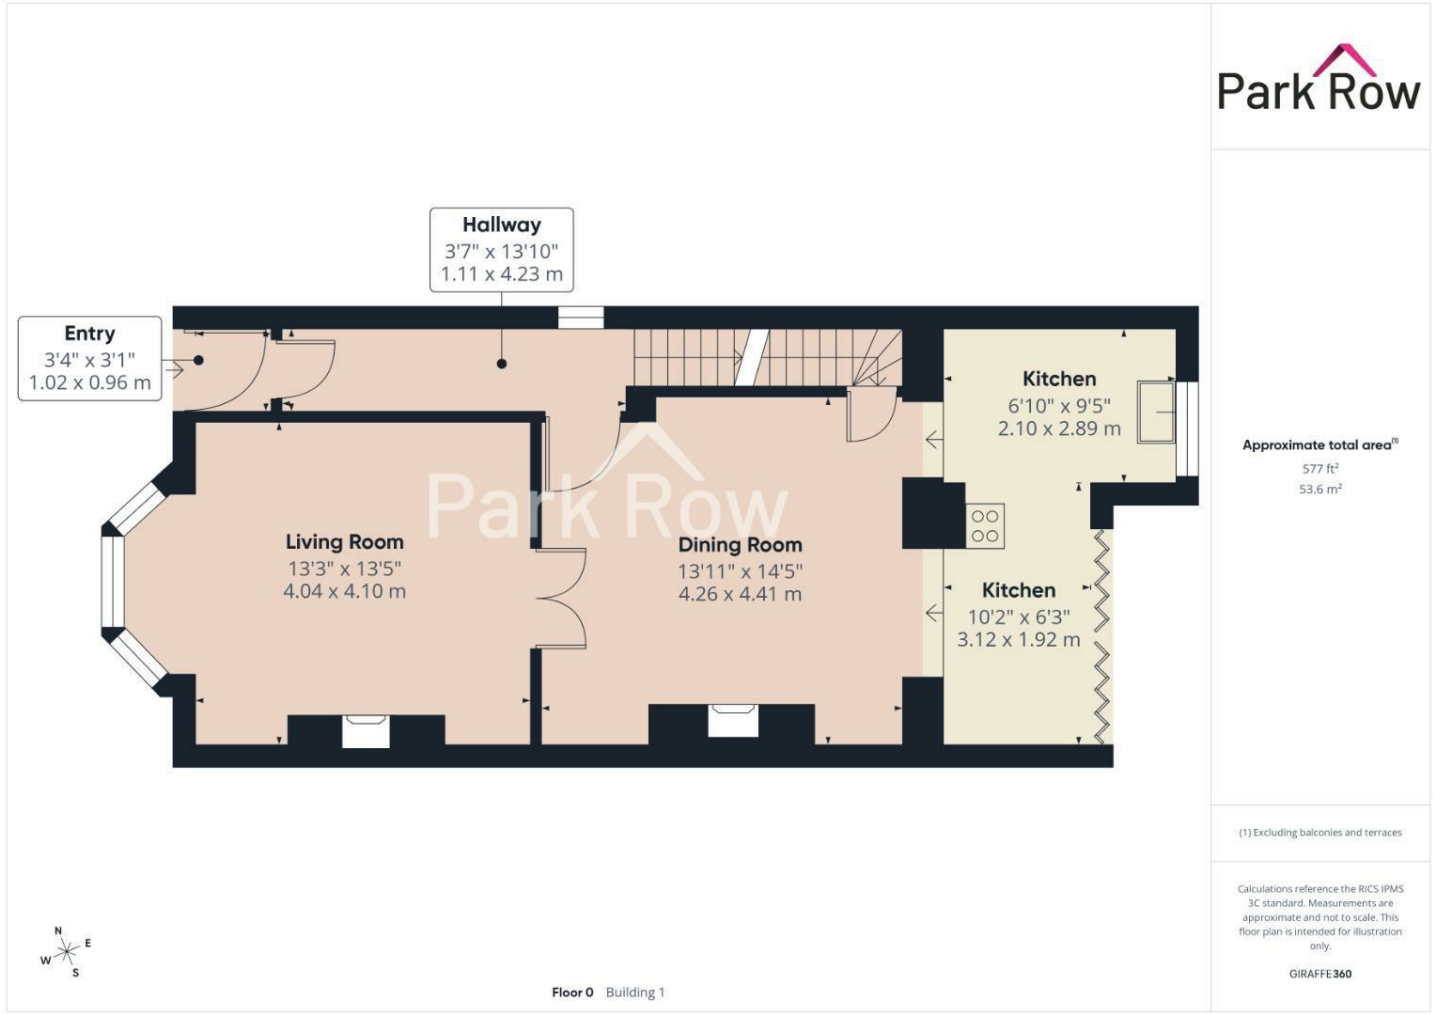 Park Row
Hallway
3'7" x 13'10"
1.11 x 4.23 m
Entry
3'4" x 3'1"
1.02 x 0.96 m
Kitchen
6'10" x 9'5"
2.10 x 2.89 m
Approximate total area(1)
577 ft²
53.6 m²
Park Row
Living Room
13'3" x 13'5"
4.04 x 4.10 m
Dining Room
13'11" x 14'5"
4.26 x 4.41 m
Kitchen
10'2" x 6'3"
3.12 x 1.92 m
(1) Excluding balconies and terraces
Calculations reference the RICS IPMS
3C standard. Measurements are
approximate and not to scale. This
floor plan is intended for illustration
only.
GIRAFFE360
N
E
W
S
Floor 0 Building 1